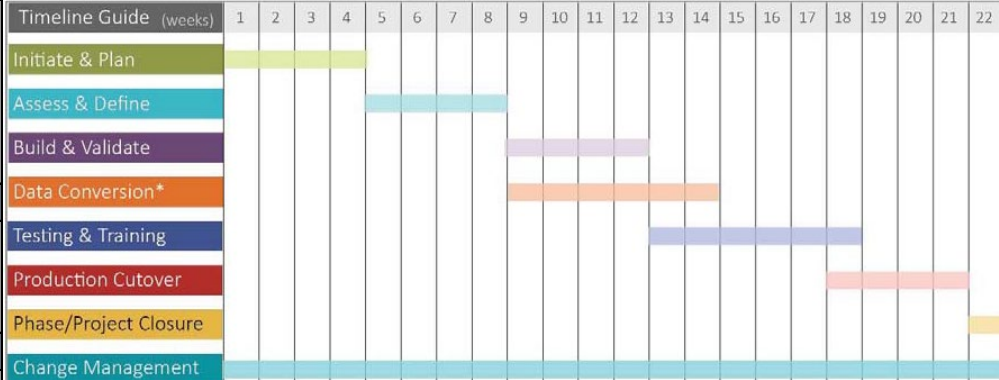 Timeline Guide (weeks) 1 2 3 4 5 6 7 8 9 10 11 12 13 14 15 16 17 18 19 20 21 22
Initiate & Plan
Assess & Define
Build & Validate
Data Conversion*
Testing & Training
Production Cutover
Phase/Project Closure
Change Management